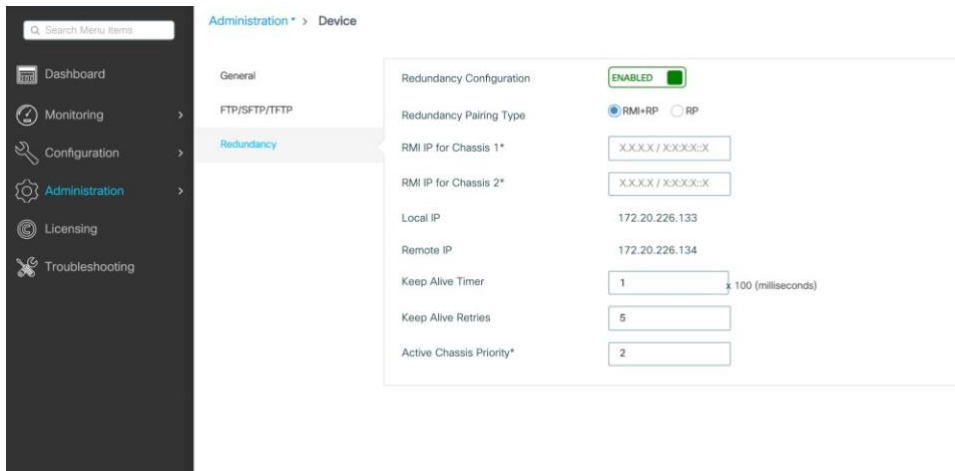 Search Menu Items
Dashboard
Monitoring
Configuration
Administration
Licensing
Troubleshooting
Administration > Device
General
FTP/SFTP/TFTP
Redundancy
Redundancy Configuration ENABLED
Redundancy Pairing Type RMI+RP RP
RMI IP for Chassis 1* X.X.X.X / X:X:X:X::X
RMI IP for Chassis 2* X.X.X.X / X:X:X:X::X
Local IP 172.20.226.133
Remote IP 172.20.226.134
Keep Alive Timer 1 x 100 (milliseconds)
Keep Alive Retries 5
Active Chassis Priority* 2